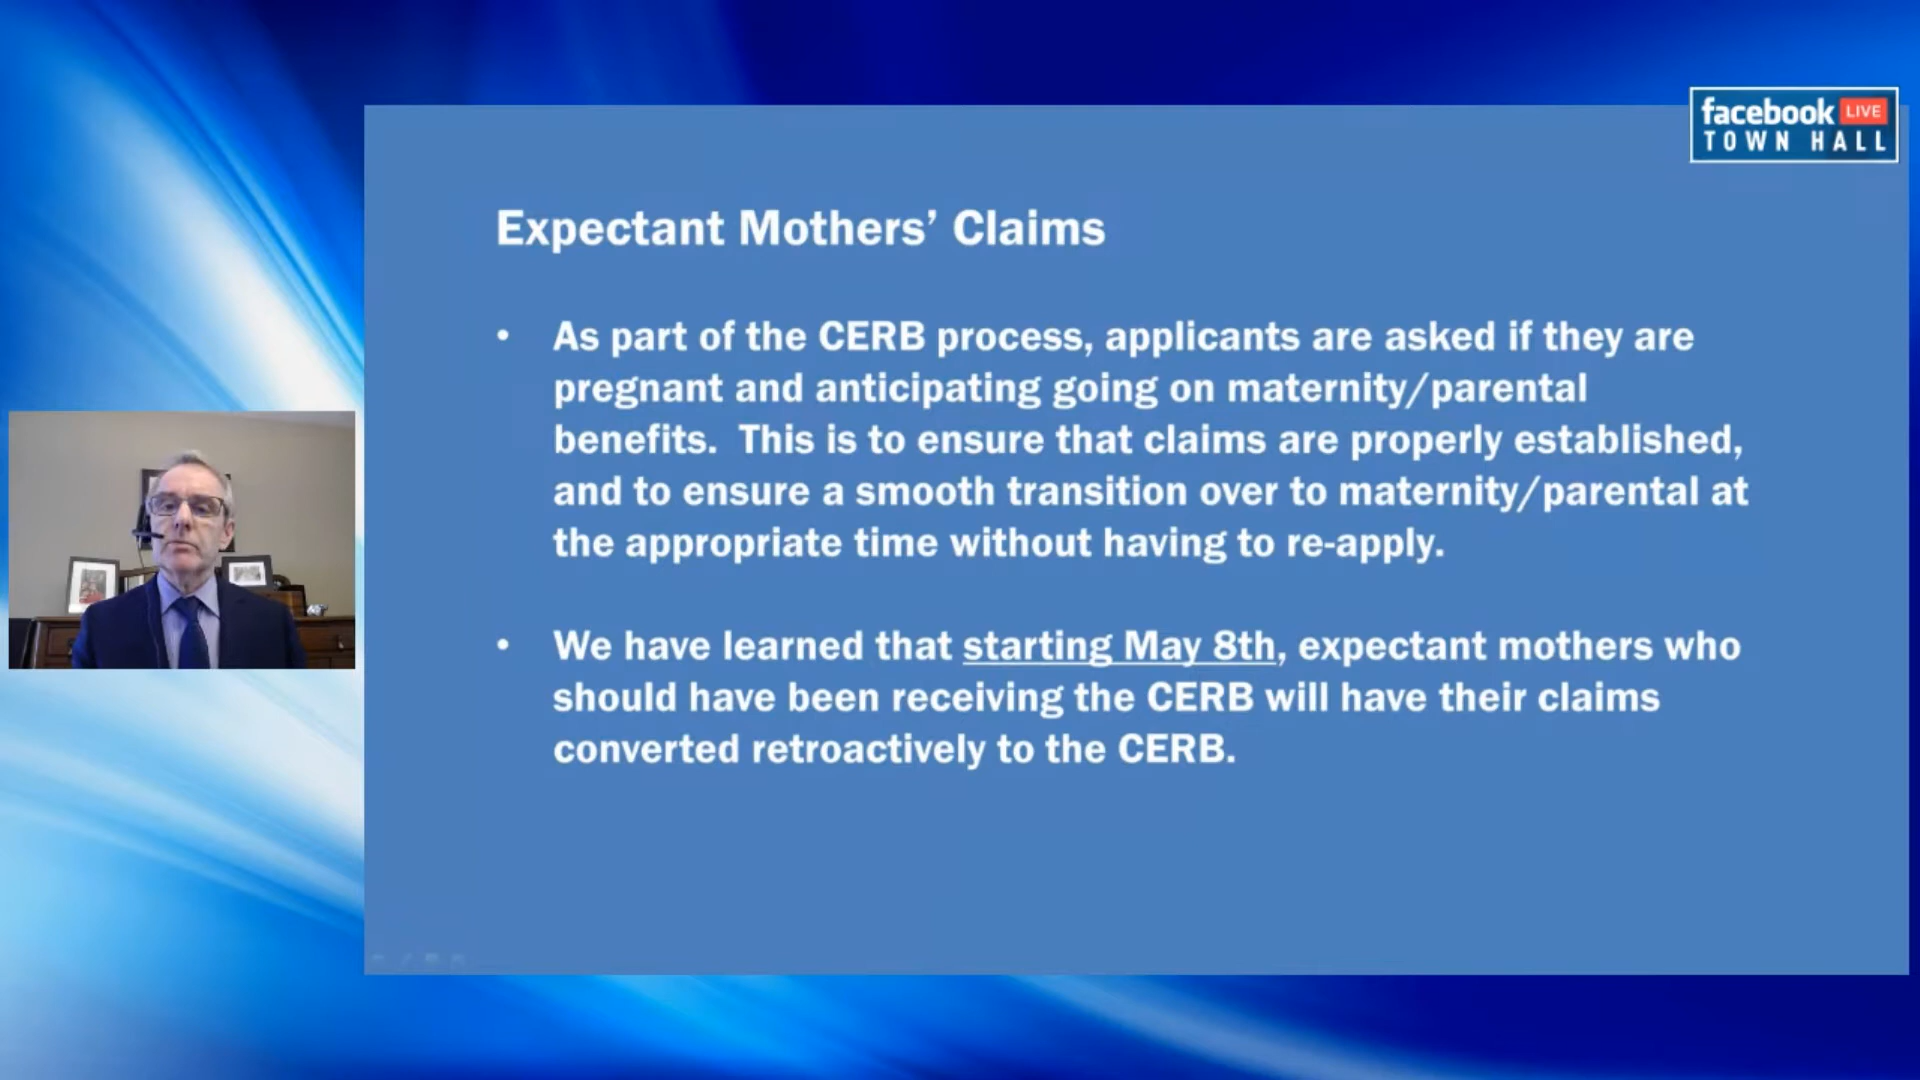 facebook LIVE
TOWN HALL
Expectant Mothers’ Claims
• As part of the CERB process, applicants are asked if they are
pregnant and anticipating going on maternity/parental
benefits. This is to ensure that claims are properly established,
and to ensure a smooth transition over to maternity/parental at
the appropriate time without having to re-apply.
• We have learned that starting May 8th, expectant mothers who
should have been receiving the CERB will have their claims
converted retroactively to the CERB.